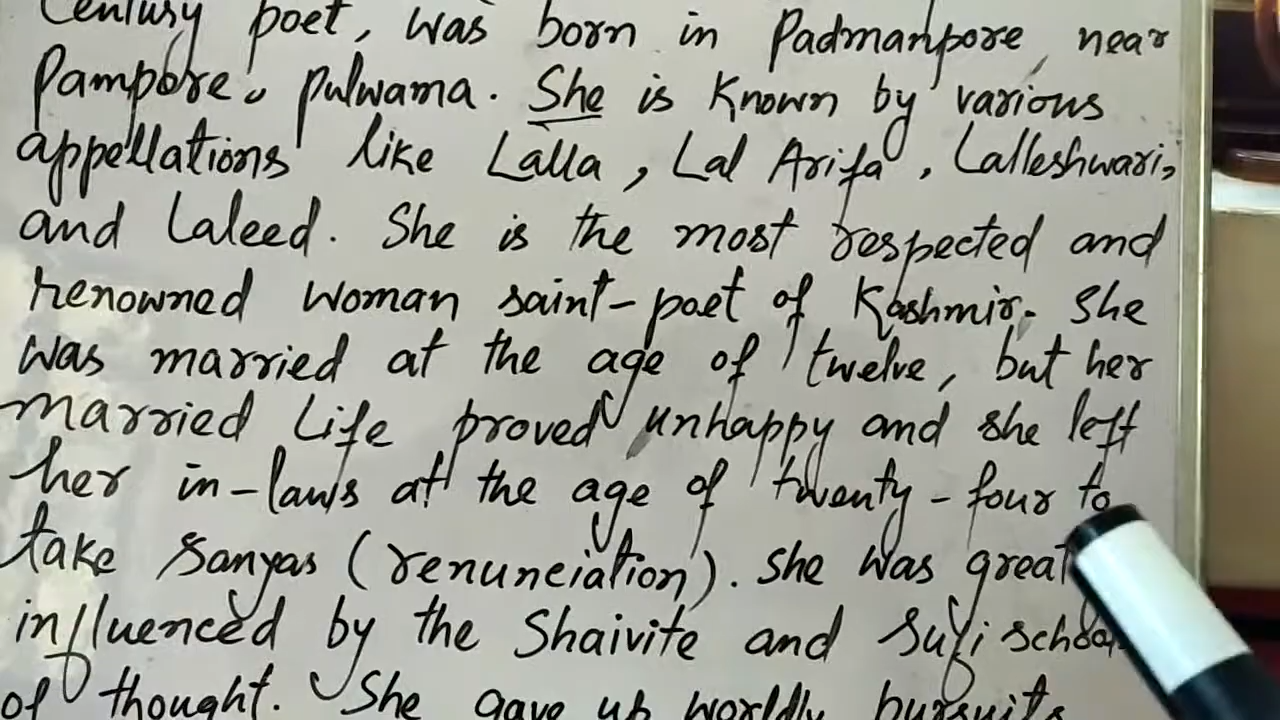 Century poet, was born in Padmanpore near
Pampore, Pulwama. She is known by various
appellations like Lalla, Lal Arifa, Lalleshwari,
and Laleed. She is the most respected and
renowned woman saint-poet of Kashmir. She
was married at the age of twelve, but her
married life proved unhappy and she left
her in-laws at the age of twenty-four to
take sanyas (renunciation). She was great
influenced by the Shaivite and Sufi school
of thought. She gave up worldly pursuits